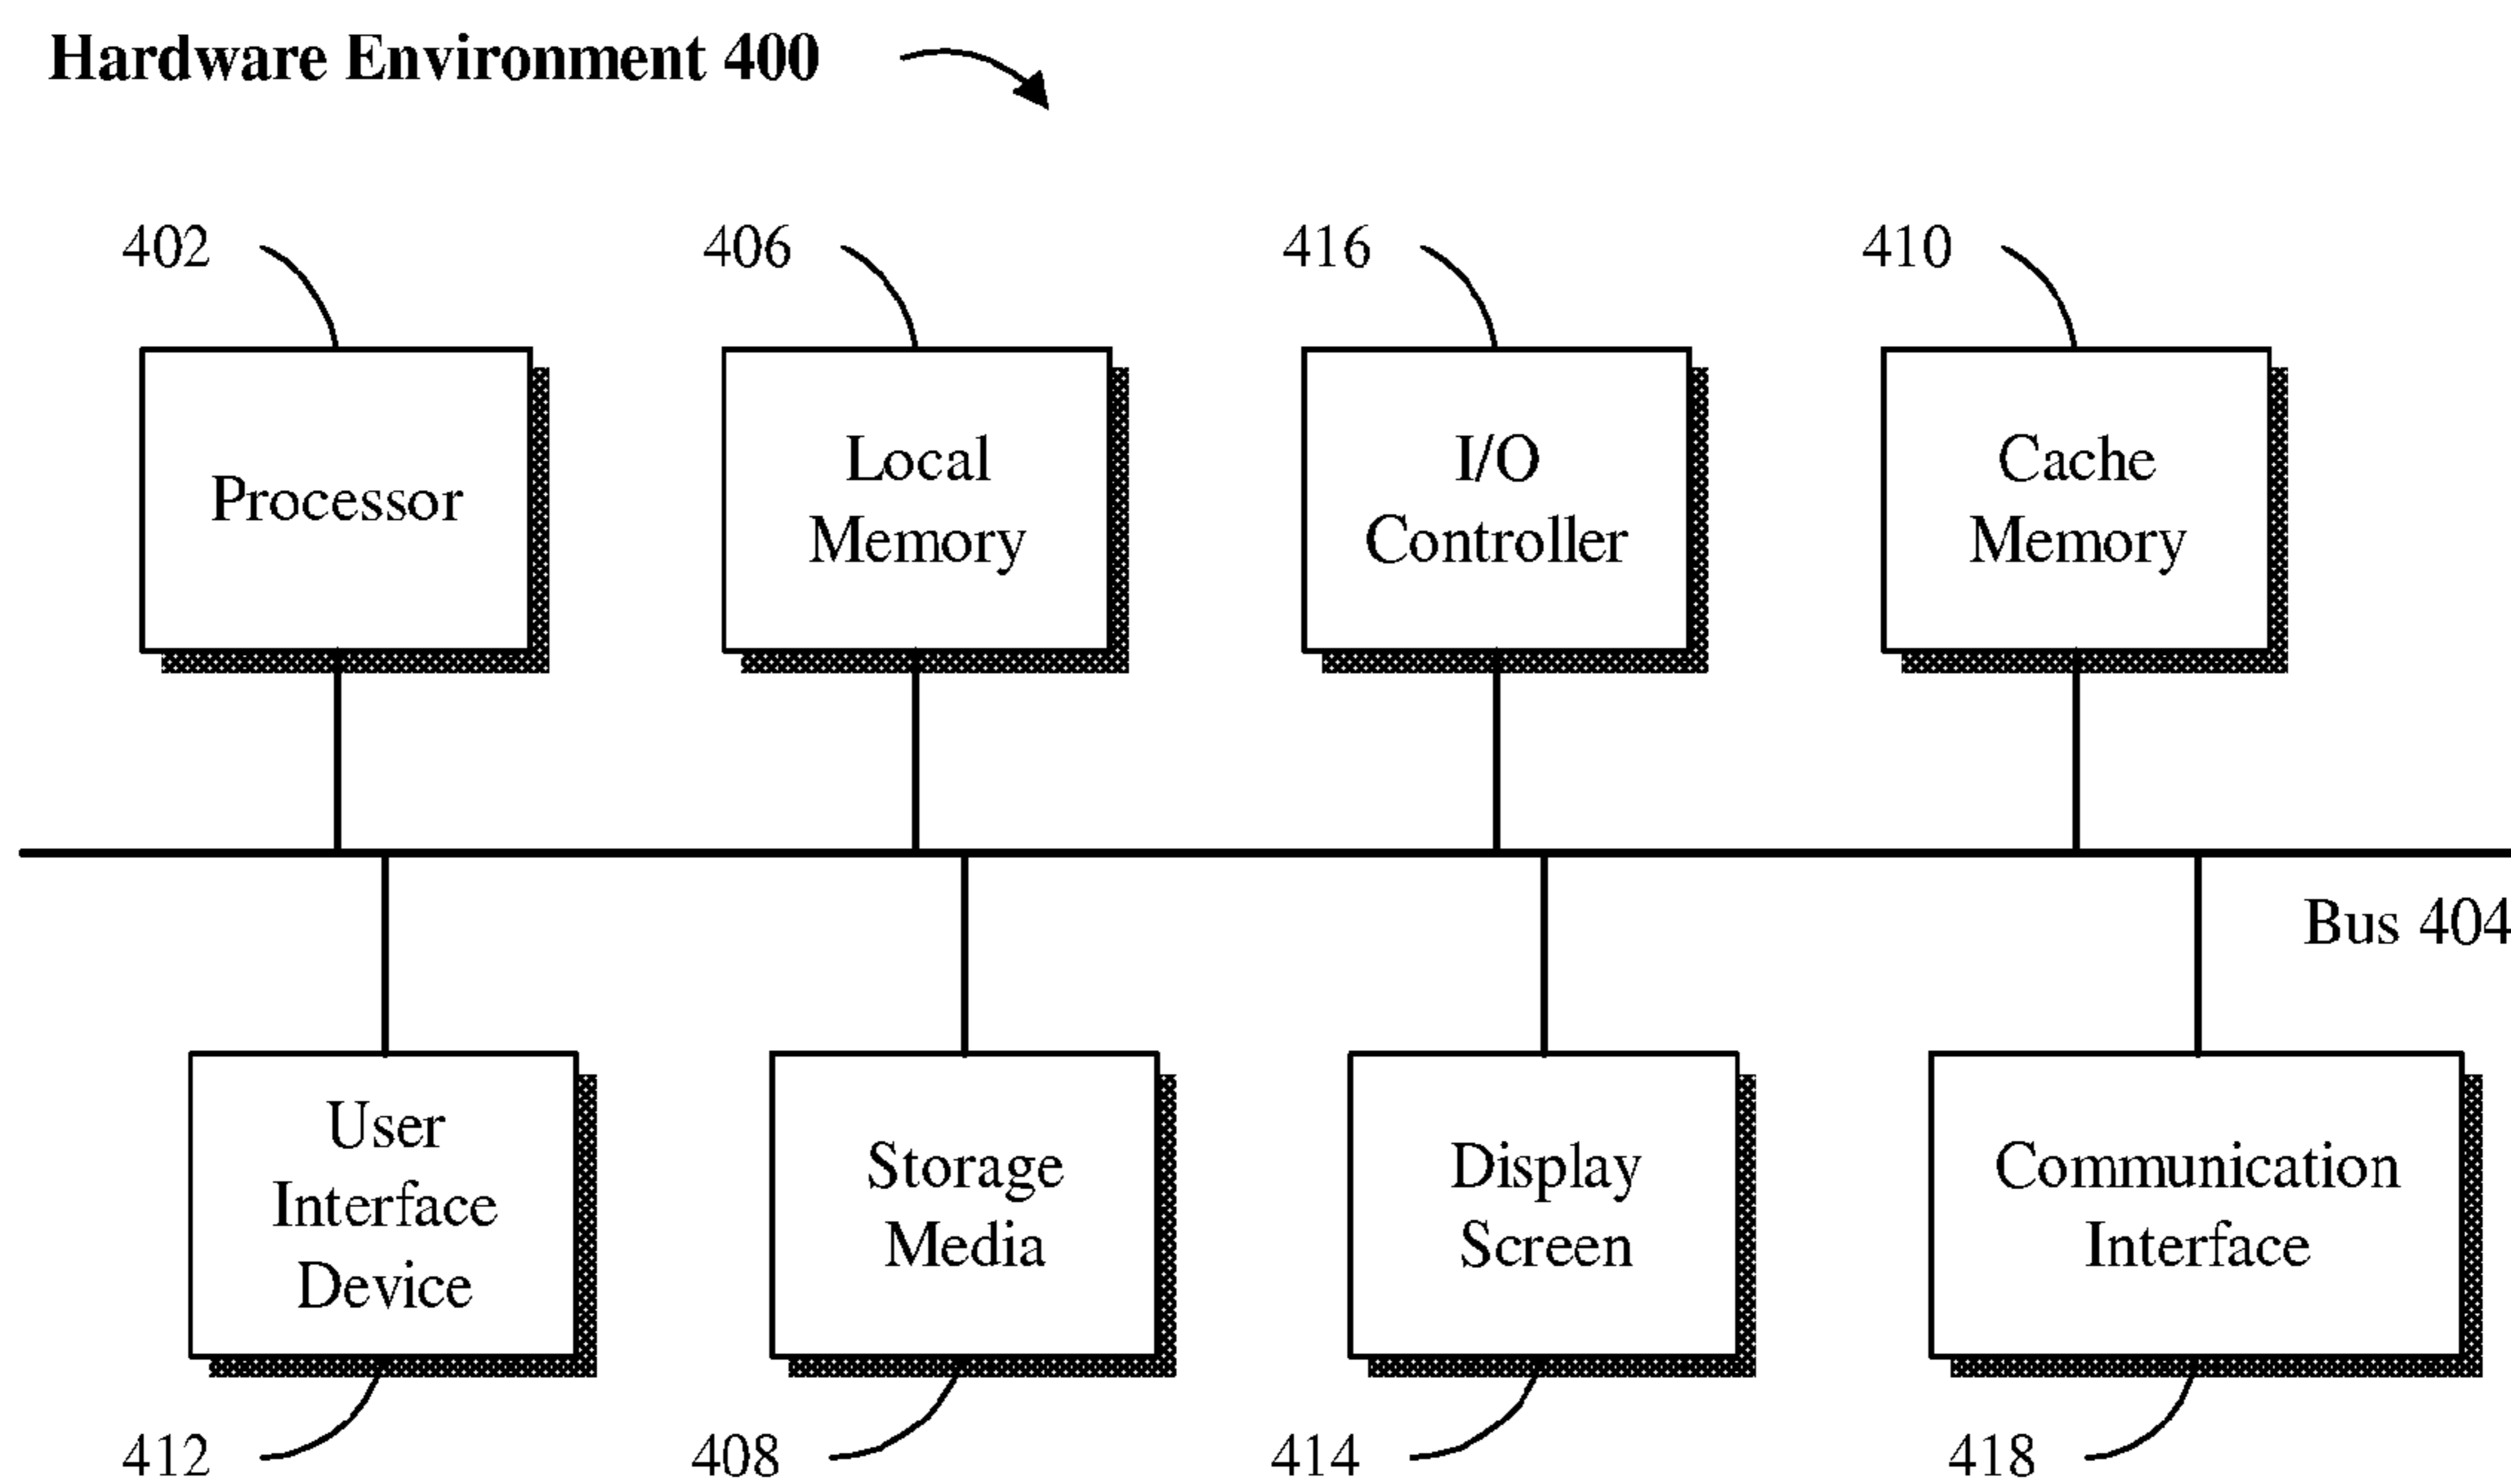 Hardware Environment 400
402
406
416
410
Processor
Local
Memory
I/O
Controller
Cache
Memory
Bus 404
User
Interface
Device
Storage
Media
Display
Screen
Communication
Interface
412
408
414
418